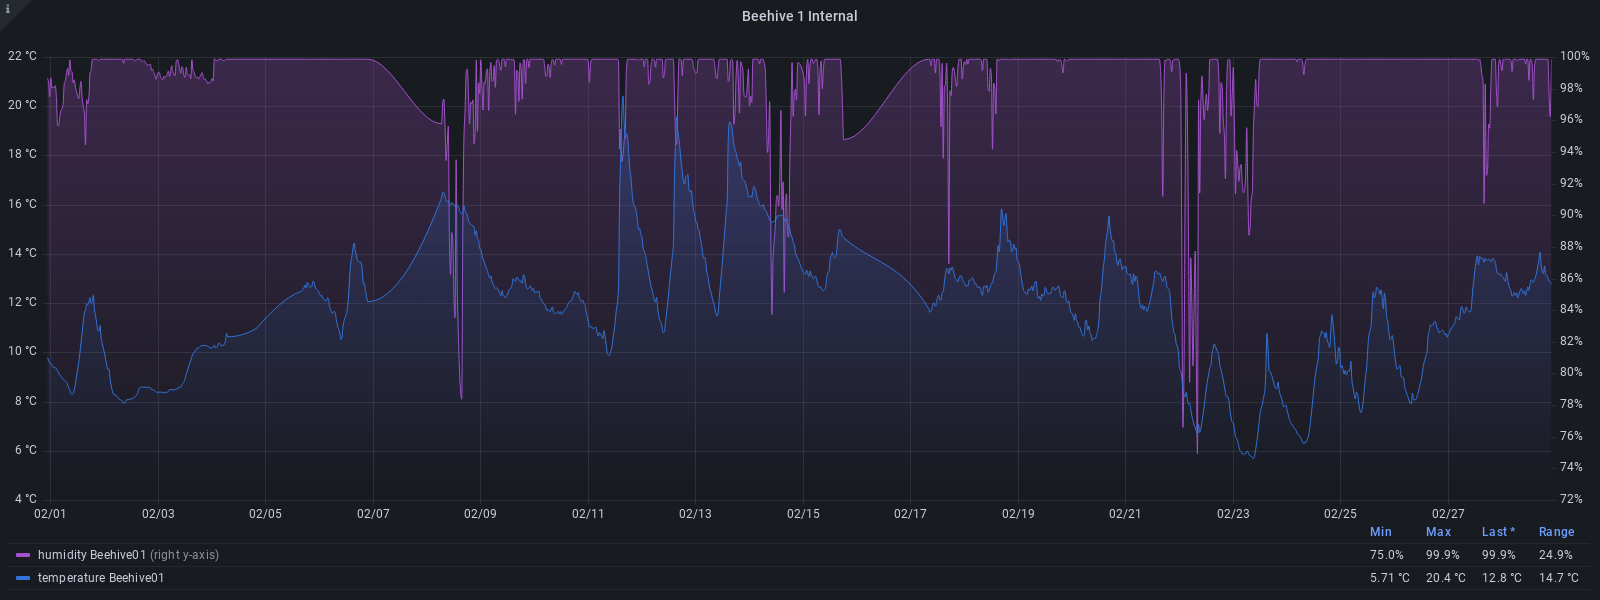 i
Beehive 1 Internal
22 °C
20 °C
18 °C
16 °C
14 °C
12 °C
10 °C
8 °C
6 °C
4 °C
100%
98%
96%
94%
92%
90%
88%
86%
84%
82%
80%
78%
76%
74%
72%
02/01 02/03 02/05 02/07 02/09 02/11 02/13 02/15 02/17 02/19 02/21 02/23 02/25 02/27
Min Max Last * Range
humidity Beehive01 (right y-axis) 75.0% 99.9% 99.9% 24.9%
temperature Beehive01 5.71 °C 20.4 °C 12.8 °C 14.7 °C